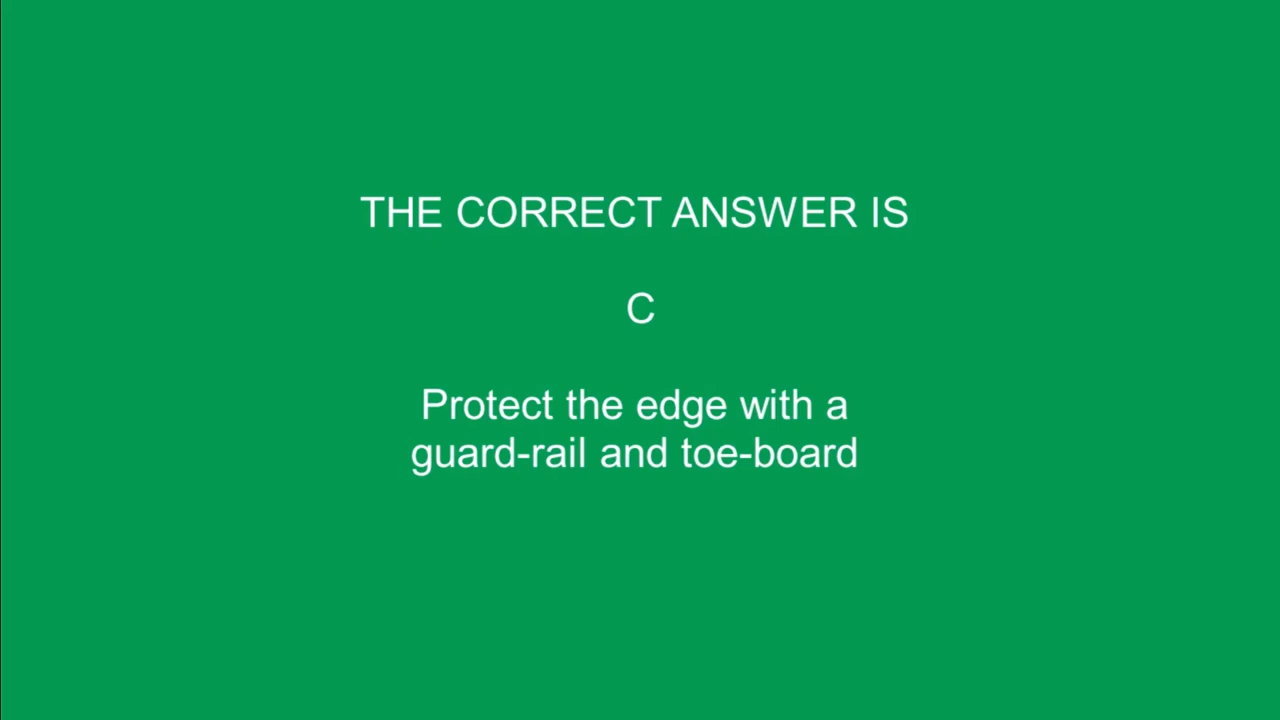 THE CORRECT ANSWER IS
C
Protect the edge with a
guard-rail and toe-board